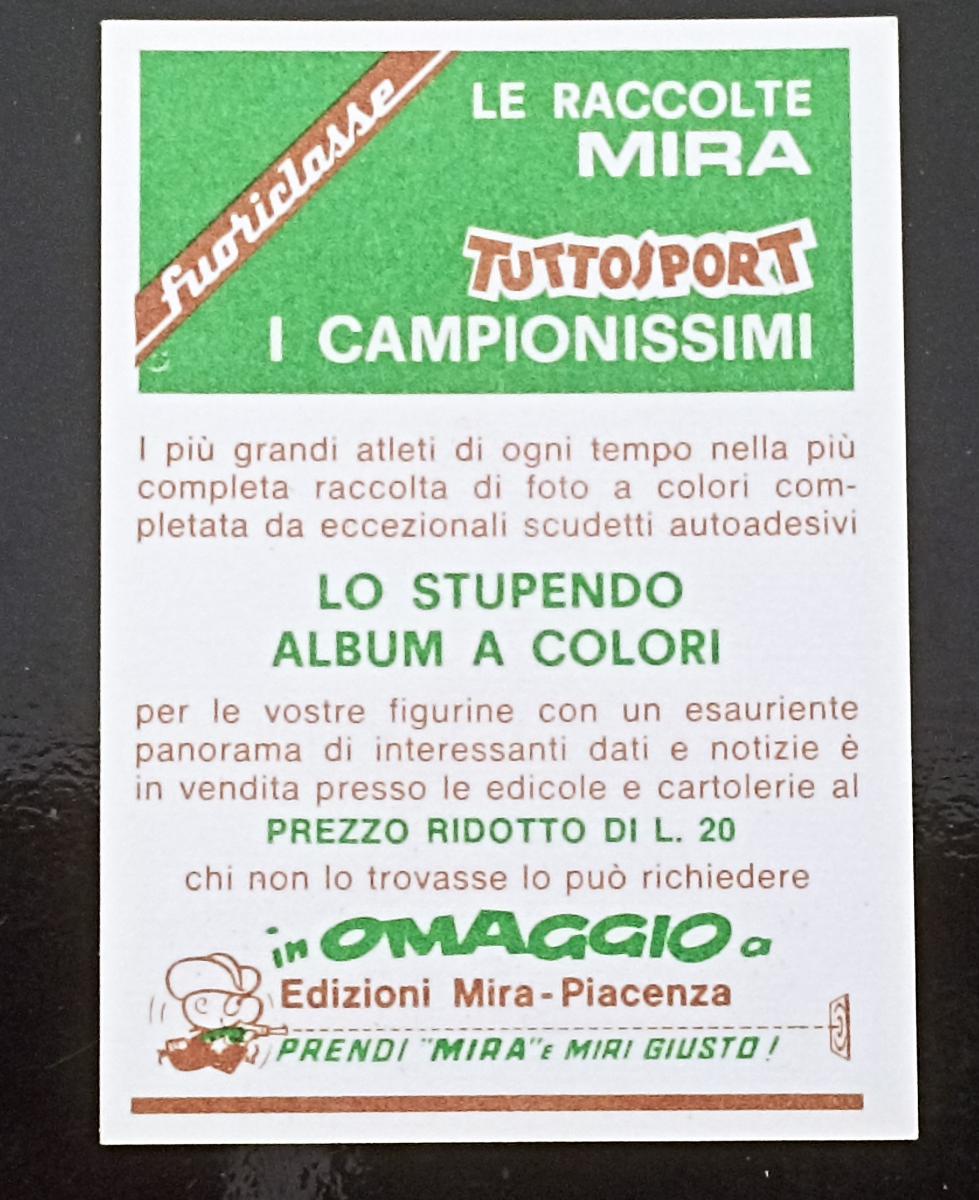 fuoriclasse
LE RACCOLTE
MIRA
TUTTOSPORT
I CAMPIONISSIMI
I più grandi atleti di ogni tempo nella più
completa raccolta di foto a colori com-
pletata da eccezionali scudetti autoadesivi
LO STUPENDO
ALBUM A COLORI
per le vostre figurine con un esauriente
panorama di interessanti dati e notizie è
in vendita presso le edicole e cartolerie al
PREZZO RIDOTTO DI L. 20
chi non lo trovasse lo può richiedere
in OMAGGIO a
Edizioni Mira-Piacenza
PRENDI "MIRA" E MIRI GIUSTO!